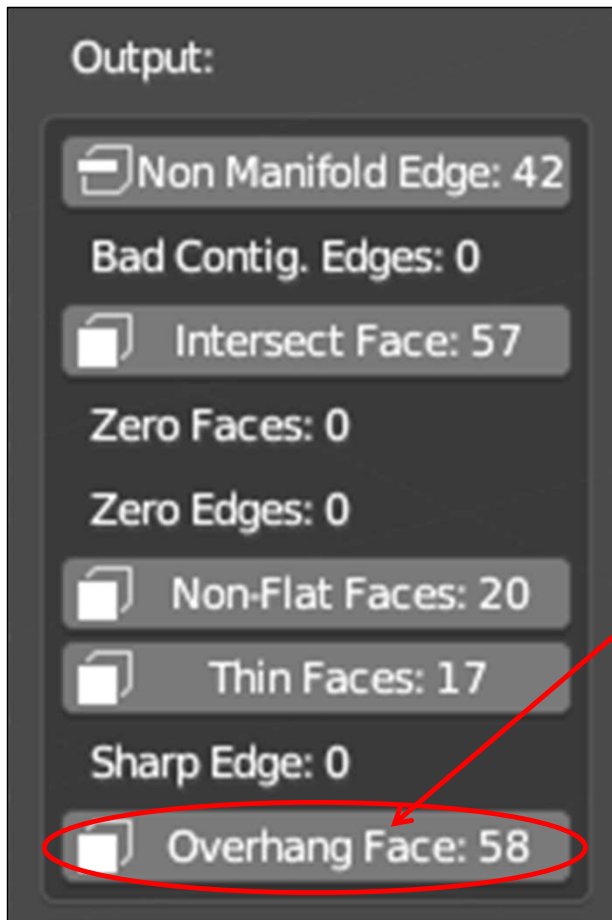 Output:
Non Manifold Edge: 42
Bad Contig. Edges: 0
Intersect Face: 57
Zero Faces: 0
Zero Edges: 0
Non-Flat Faces: 20
Thin Faces: 17
Sharp Edge: 0
Overhang Face: 58